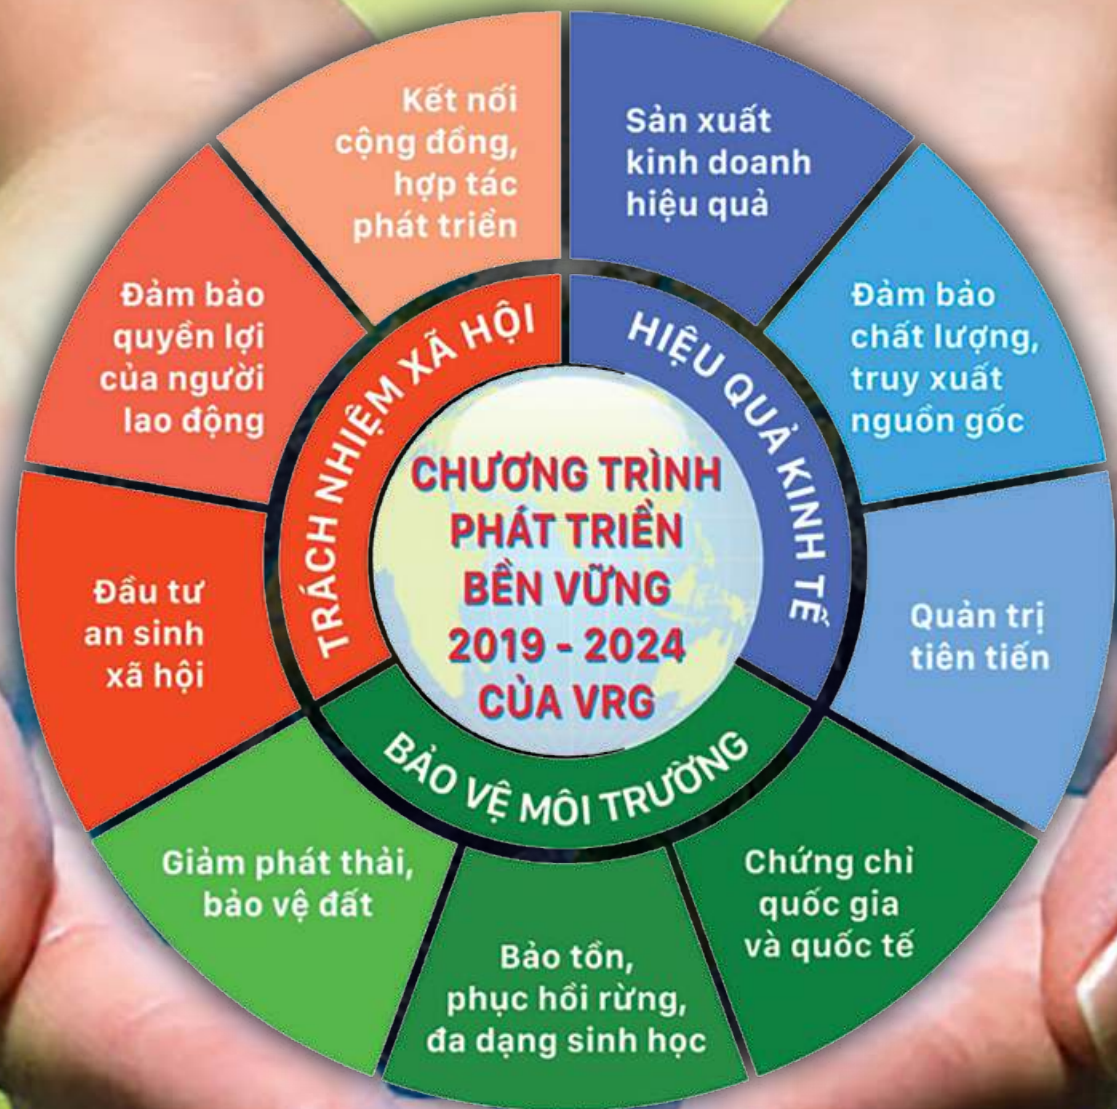 CHƯƠNG TRÌNH
PHÁT TRIỂN
BỀN VỮNG
2019 - 2024
CỦA VRG
HIỆU QUẢ KINH TẾ
Sản xuất
kinh doanh
hiệu quả
Đảm bảo
chất lượng,
truy xuất
nguồn gốc
Quản trị
tiên tiến
BẢO VỆ MÔI TRƯỜNG
Chứng chỉ
quốc gia
và quốc tế
Bảo tồn,
phục hồi rừng,
đa dạng sinh học
Giảm phát thải,
bảo vệ đất
TRÁCH NHIỆM XÃ HỘI
Đầu tư
an sinh
xã hội
Đảm bảo
quyền lợi
của người
lao động
Kết nối
cộng đồng,
hợp tác
phát triển